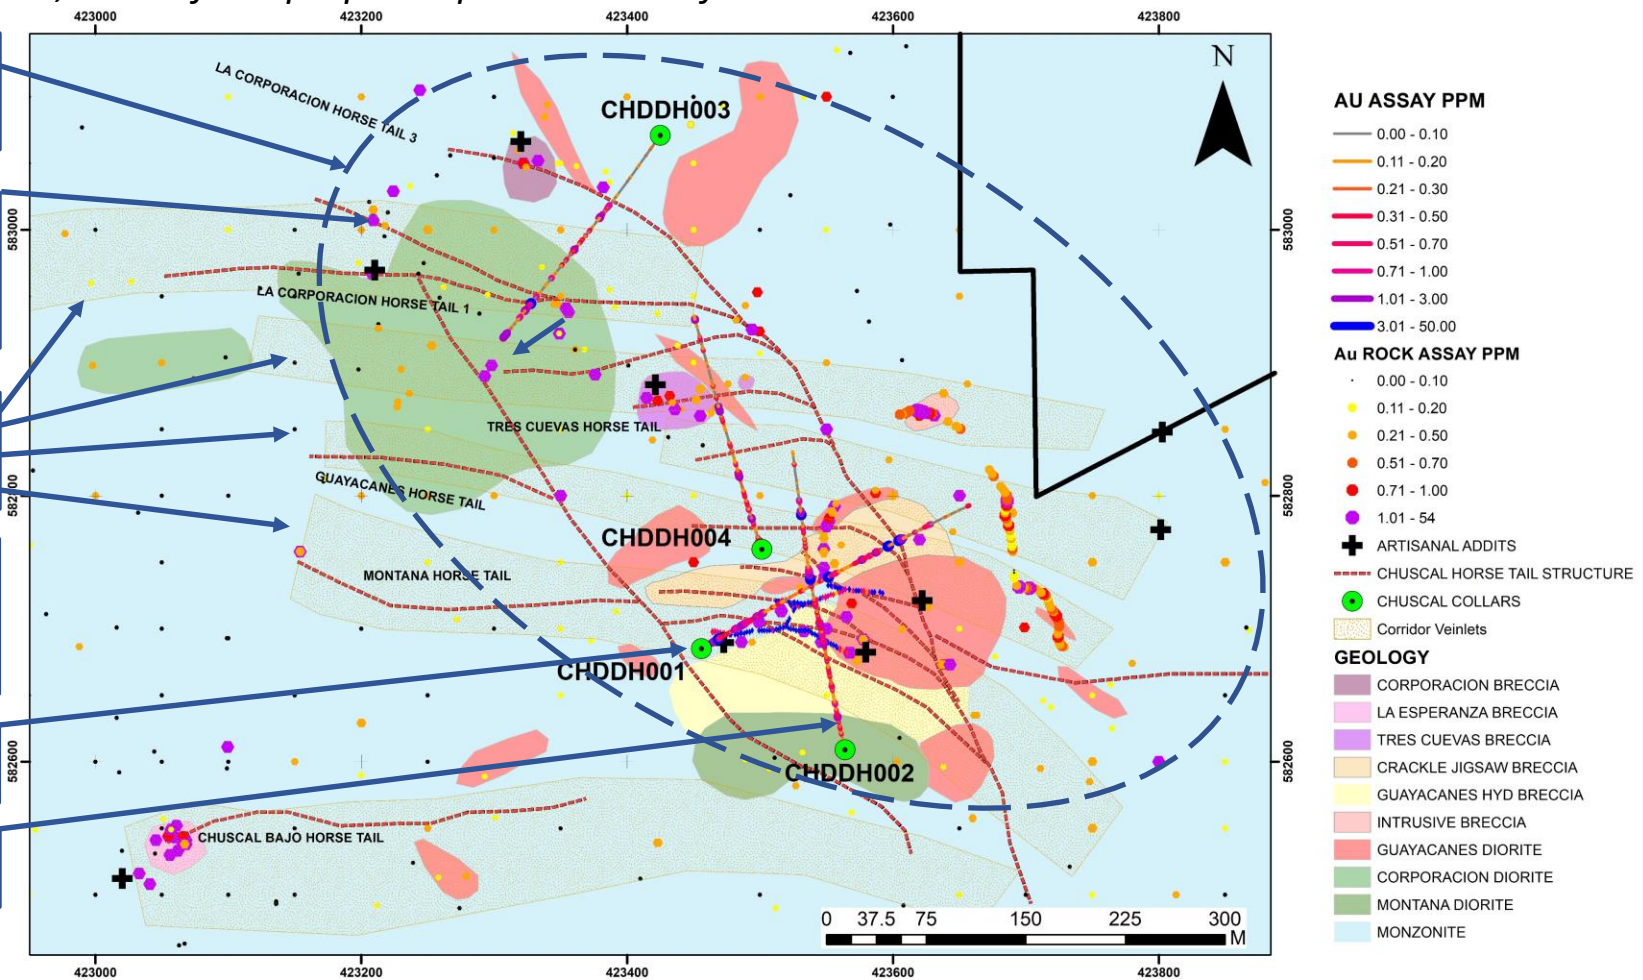 423000 423200 423400 423600 423800
LA CORPORACION HORSE TAIL 3
CHDDH003
N
583000
583000
LA CORPORACION HORSE TAIL 1
TRES CUEVAS HORSE TAIL
GUAYACANES HORSE TAIL
582800
CHDDH004
MONTANA HORSE TAIL
CHDDH001
582600
582600
CHDDH002
CHUSCAL BAJO HORSE TAIL
0 37.5 75 150 225 300
M
423000 423200 423400 423600 423800
AU ASSAY PPM
0.00 - 0.10
0.11 - 0.20
0.21 - 0.30
0.31 - 0.50
0.51 - 0.70
0.71 - 1.00
1.01 - 3.00
3.01 - 50.00
Au ROCK ASSAY PPM
0.00 - 0.10
0.11 - 0.20
0.21 - 0.50
0.51 - 0.70
0.71 - 1.00
1.01 - 54
ARTISANAL ADDITS
CHUSCAL HORSE TAIL STRUCTURE
CHUSCAL COLLARS
Corridor Veinlets
GEOLOGY
CORPORACION BRECCIA
LA ESPERANZA BRECCIA
TRES CUEVAS BRECCIA
CRACKLE JIGSAW BRECCIA
GUAYACANES HYD BRECCIA
INTRUSIVE BRECCIA
GUAYACANES DIORITE
CORPORACION DIORITE
MONTANA DIORITE
MONZONITE